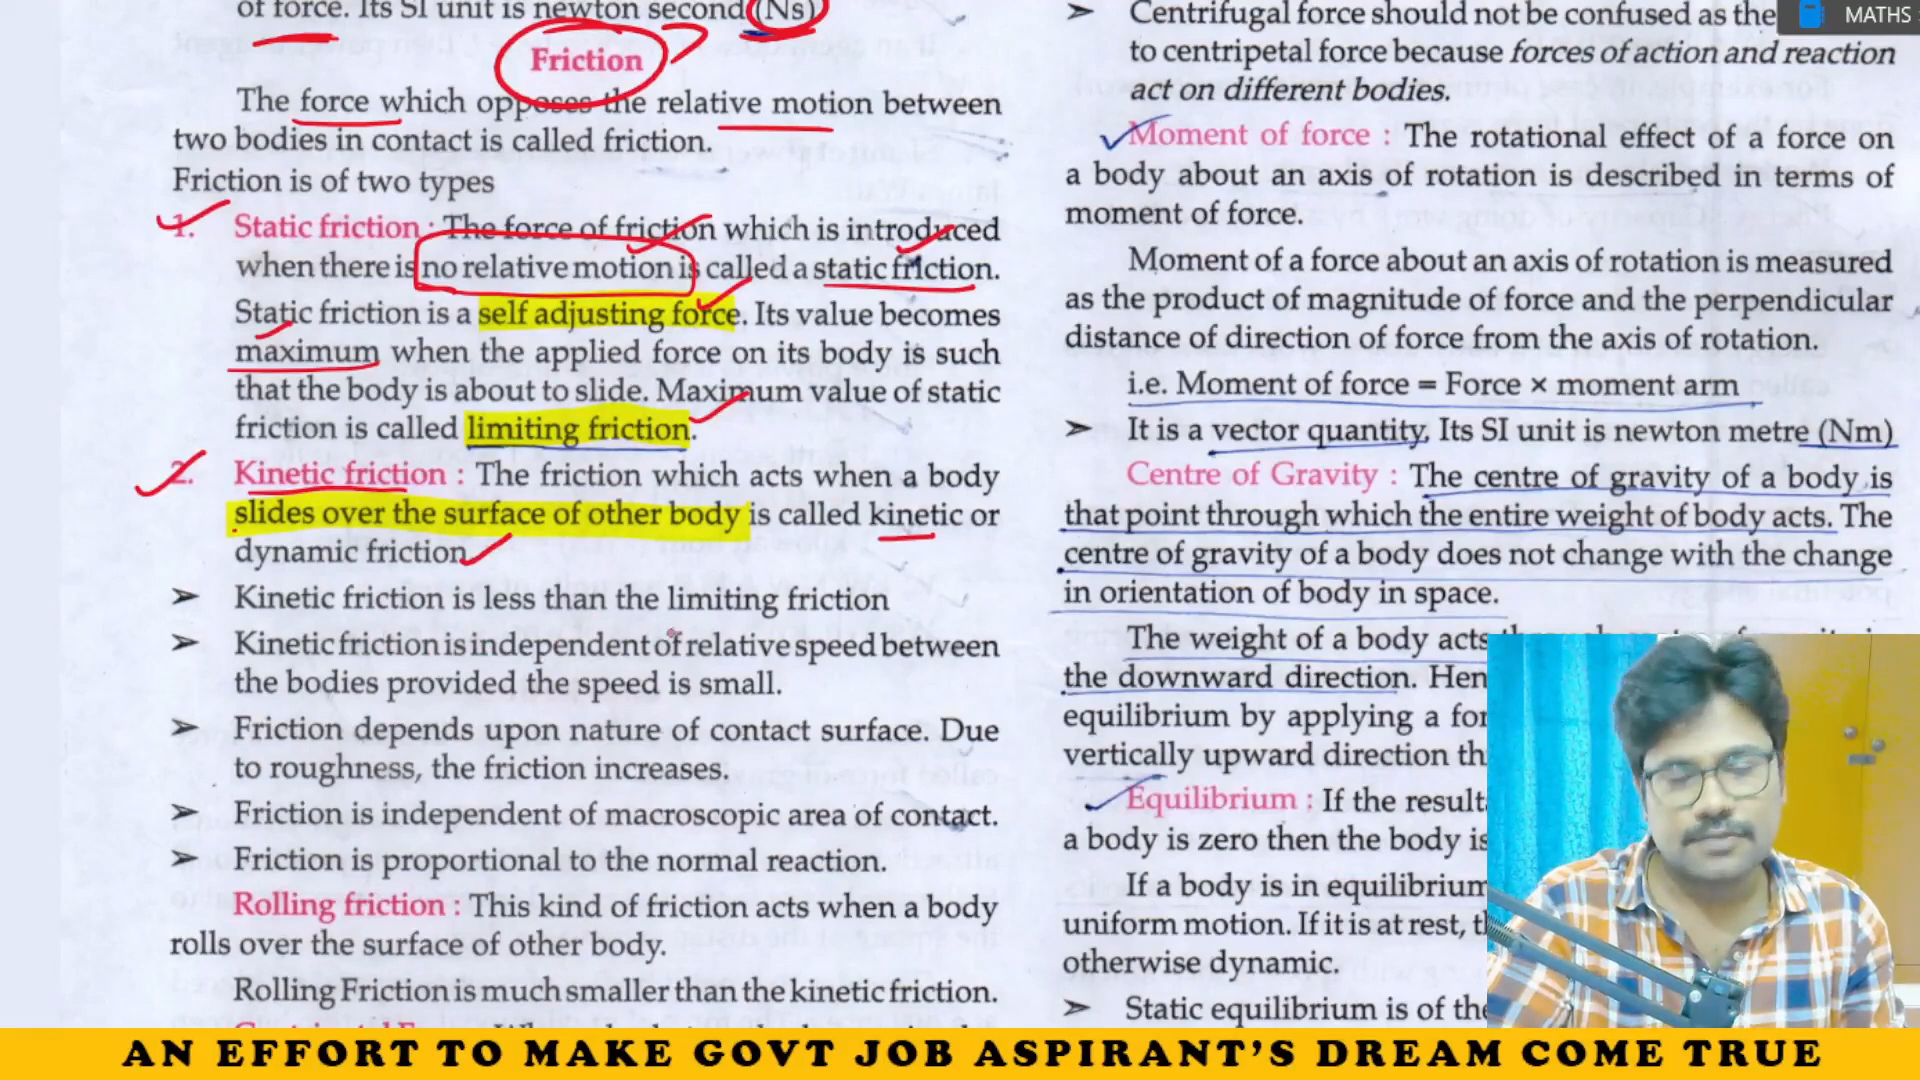 of force. Its SI unit is newton second (Ns)
Friction
The force which opposes the relative motion between
two bodies in contact is called friction.
Friction is of two types
1. Static friction : The force of friction which is introduced
when there is no relative motion is called a static friction.
Static friction is a self adjusting force. Its value becomes
maximum when the applied force on its body is such
that the body is about to slide. Maximum value of static
friction is called limiting friction.
2. Kinetic friction : The friction which acts when a body
slides over the surface of other body is called kinetic or
dynamic friction
➢ Kinetic friction is less than the limiting friction
➢ Kinetic friction is independent of relative speed between
the bodies provided the speed is small.
➢ Friction depends upon nature of contact surface. Due
to roughness, the friction increases.
➢ Friction is independent of macroscopic area of contact.
➢ Friction is proportional to the normal reaction.
Rolling friction : This kind of friction acts when a body
rolls over the surface of other body.
Rolling Friction is much smaller than the kinetic friction.
➢ Centrifugal force should not be confused as the
to centripetal force because forces of action and reaction
act on different bodies.
Moment of force : The rotational effect of a force on
a body about an axis of rotation is described in terms of
moment of force.
Moment of a force about an axis of rotation is measured
as the product of magnitude of force and the perpendicular
distance of direction of force from the axis of rotation.
i.e. Moment of force = Force × moment arm
➢ It is a vector quantity. Its SI unit is newton metre (Nm)
Centre of Gravity : The centre of gravity of a body is
that point through which the entire weight of body acts. The
centre of gravity of a body does not change with the change
in orientation of body in space.
The weight of a body acts
the downward direction. Hen
equilibrium by applying a for
vertically upward direction th
Equilibrium : If the result
a body is zero then the body is
If a body is in equilibrium
uniform motion. If it is at rest, th
otherwise dynamic.
➢ Static equilibrium is of the
MATHS
AN EFFORT TO MAKE GOVT JOB ASPIRANT'S DREAM COME TRUE